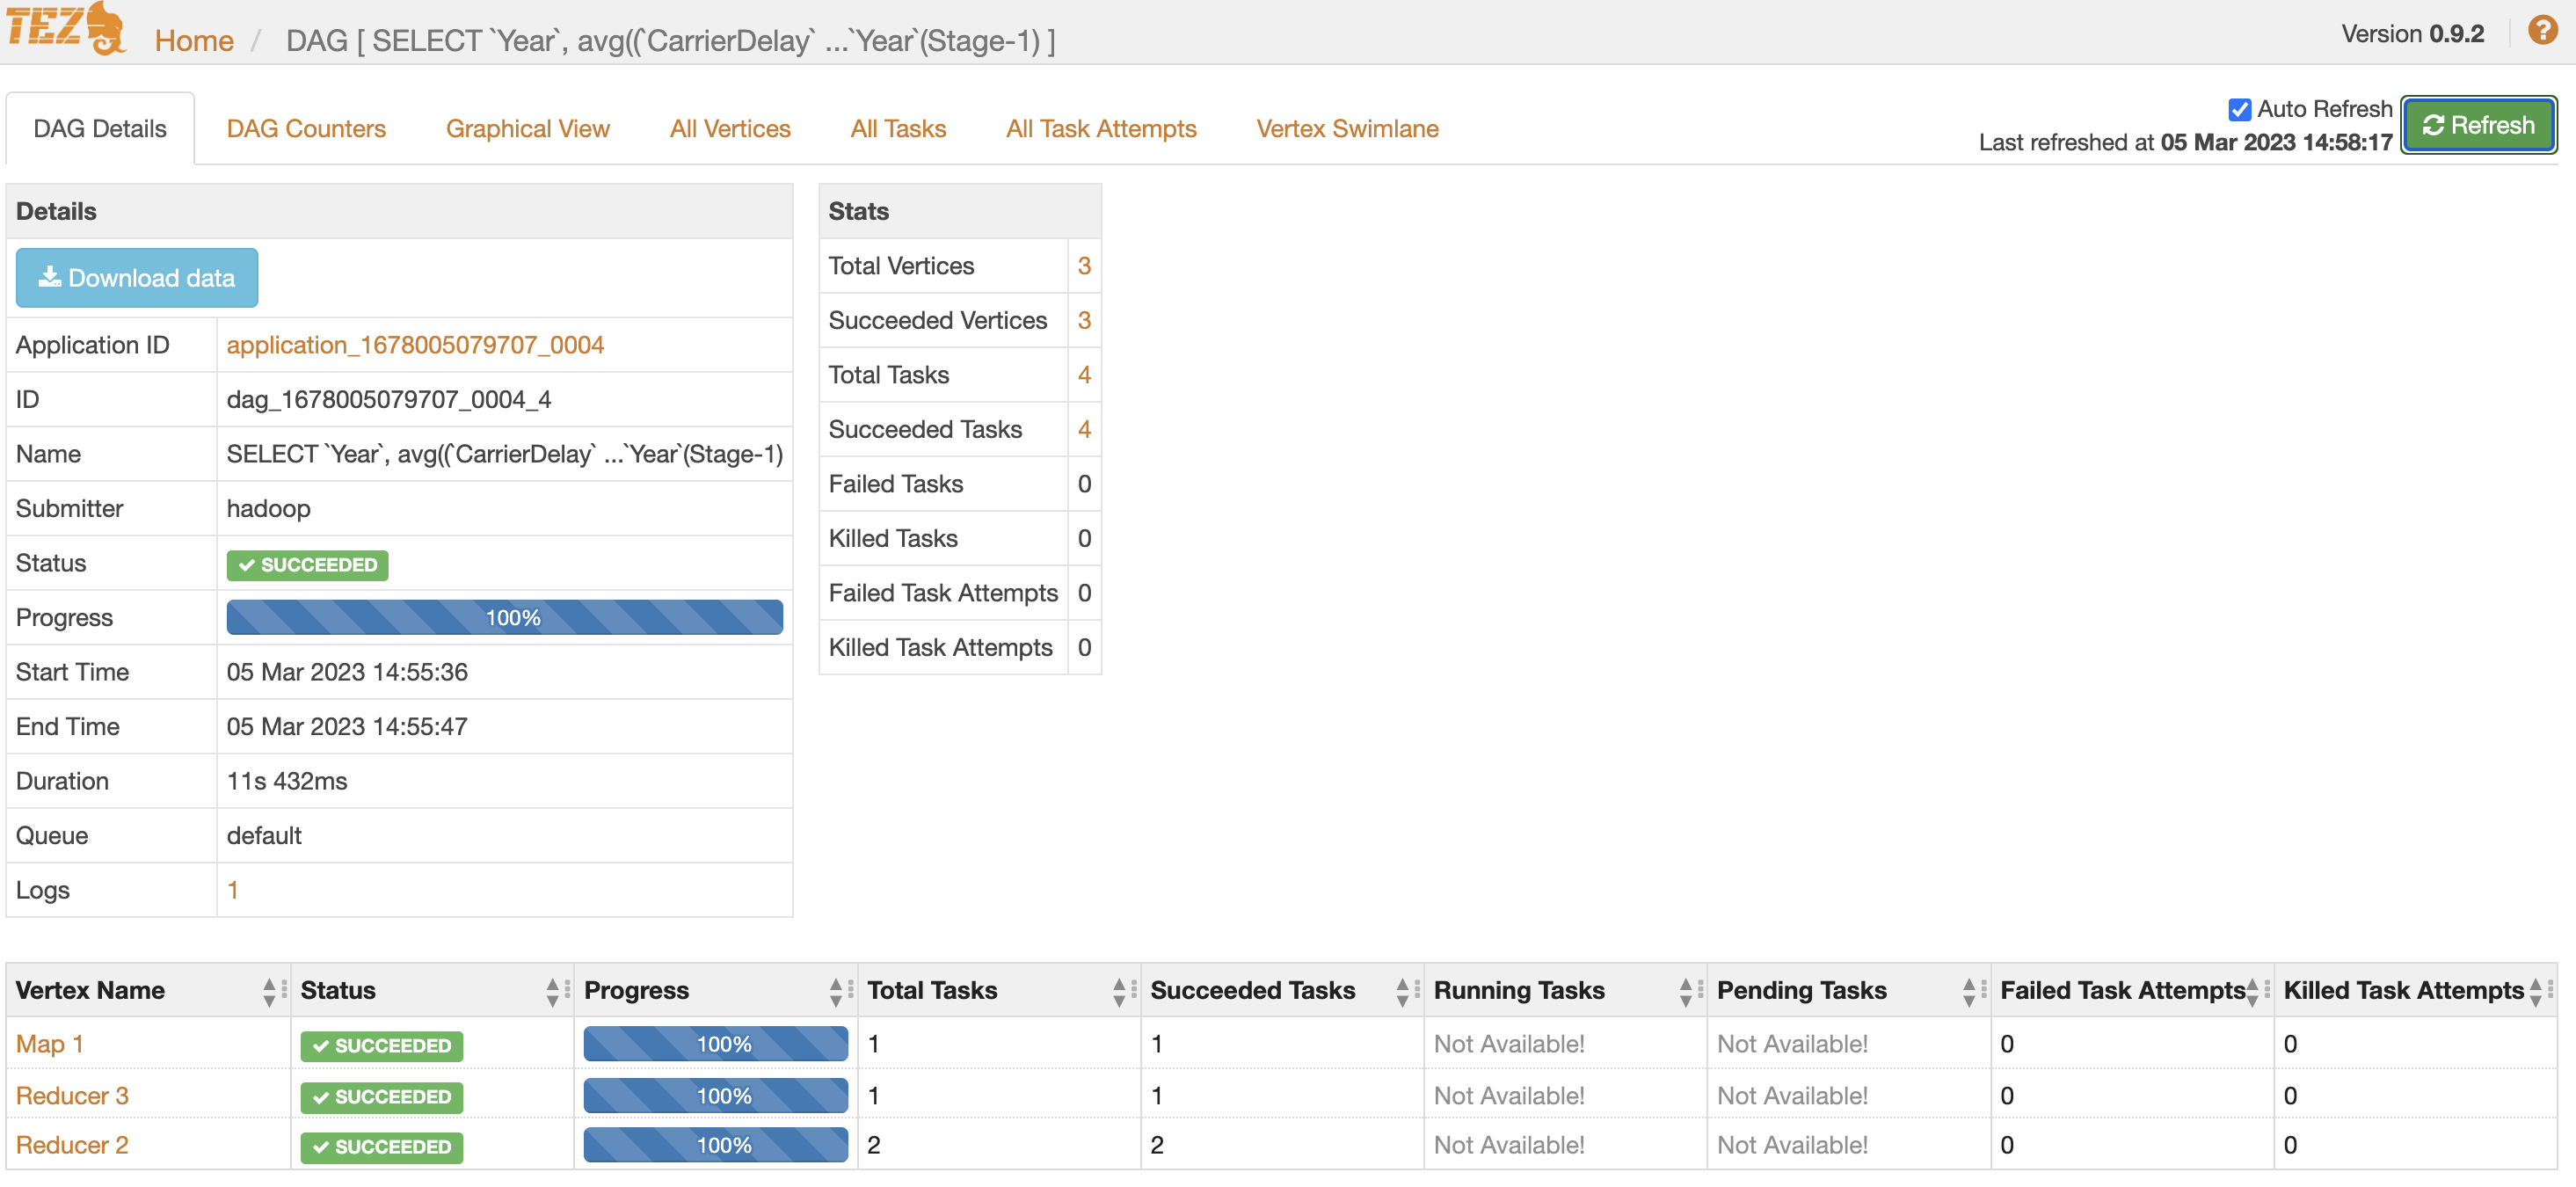 TEZ
Home / DAG [ SELECT `Year`, avg((`CarrierDelay` ...`Year`(Stage-1) ]
Version 0.9.2
?
DAG Details
DAG Counters
Graphical View
All Vertices
All Tasks
All Task Attempts
Vertex Swimlane
Auto Refresh
Last refreshed at 05 Mar 2023 14:58:17
Refresh
Details
Download data
Application ID application_1678005079707_0004
ID dag_1678005079707_0004_4
Name SELECT `Year`, avg((`CarrierDelay` ...`Year`(Stage-1)
Submitter hadoop
Status SUCCEEDED
Progress 100%
Start Time 05 Mar 2023 14:55:36
End Time 05 Mar 2023 14:55:47
Duration 11s 432ms
Queue default
Logs 1
Stats
Total Vertices 3
Succeeded Vertices 3
Total Tasks 4
Succeeded Tasks 4
Failed Tasks 0
Killed Tasks 0
Failed Task Attempts 0
Killed Task Attempts 0
Vertex Name Status Progress Total Tasks Succeeded Tasks Running Tasks Pending Tasks Failed Task Attempts Killed Task Attempts
Map 1 SUCCEEDED 100% 1 1 Not Available! Not Available! 0 0
Reducer 3 SUCCEEDED 100% 1 1 Not Available! Not Available! 0 0
Reducer 2 SUCCEEDED 100% 2 2 Not Available! Not Available! 0 0